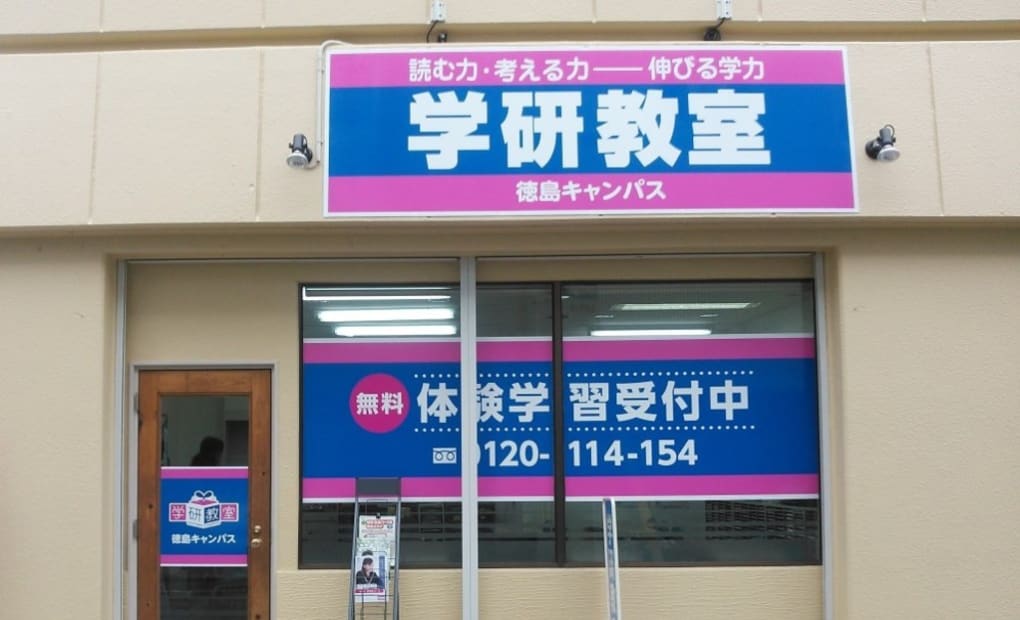 読む力・考える力――伸びる学力
学研教室
徳島キャンパス
無料 体験学習受付中
0120-114-154
学研教室
徳島キャンパス